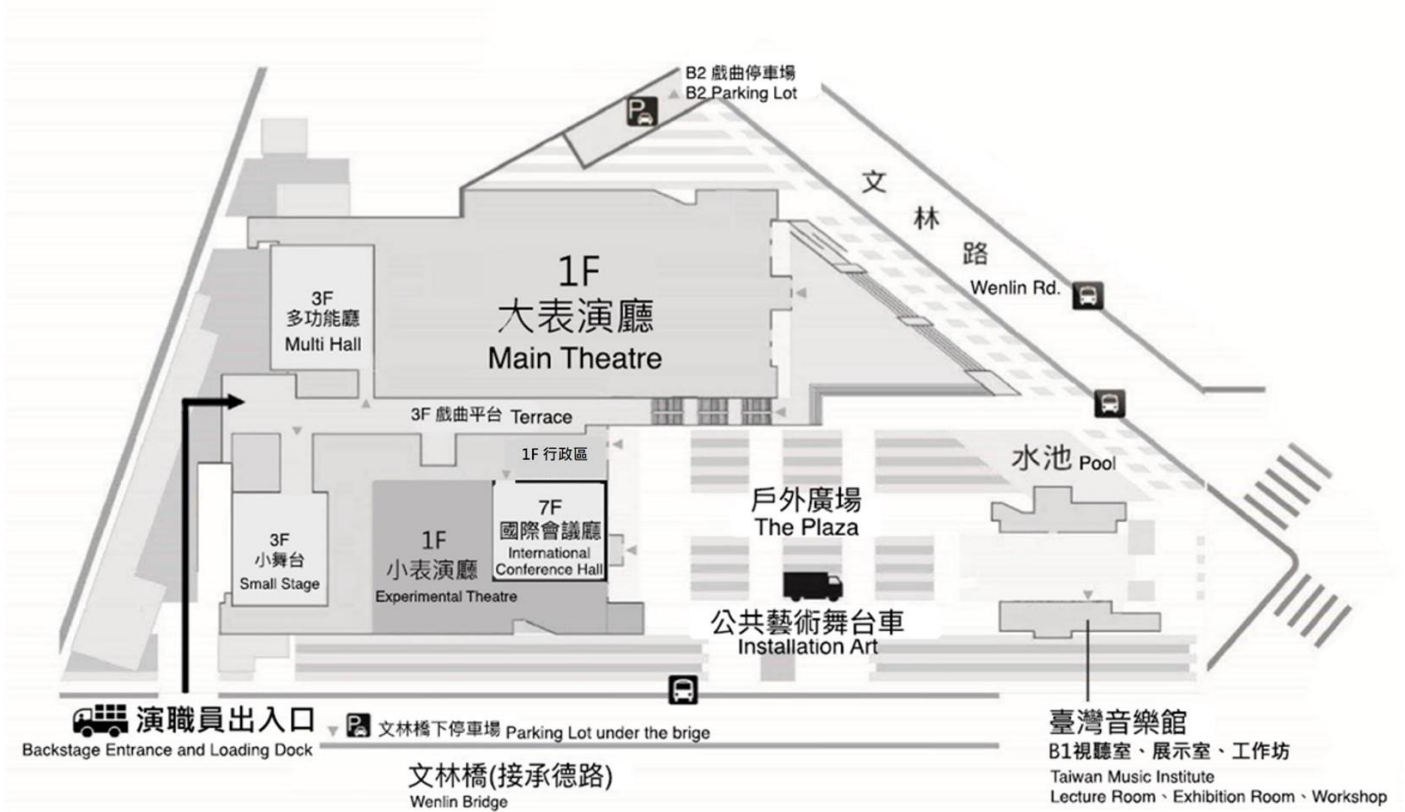 B2 戲曲停車場
B2 Parking Lot
P
文
林
路
Wenlin Rd.
1F
大表演廳
Main Theatre
3F
多功能廳
Multi Hall
3F 戲曲平台 Terrace
1F 行政區
水池 Pool
戶外廣場
The Plaza
7F
國際會議廳
International
Conference Hall
1F
小表演廳
Experimental Theatre
3F
小舞台
Small Stage
公共藝術舞台車
Installation Art
演職員出入口
Backstage Entrance and Loading Dock
P
文林橋下停車場 Parking Lot under the brige
文林橋(接承德路)
Wenlin Bridge
臺灣音樂館
B1視聽室、展示室、工作坊
Taiwan Music Institute
Lecture Room、Exhibition Room、Workshop